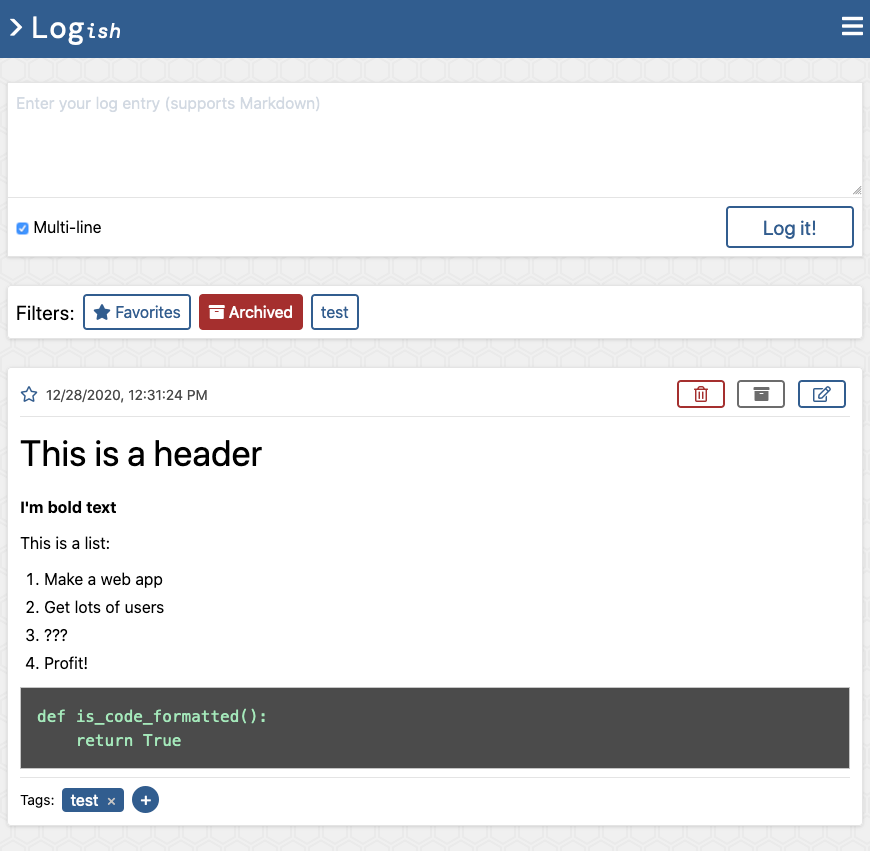 Logish
Enter your log entry (supports Markdown)
Multi-line
Log it!
Filters: Favorites Archived test
12/28/2020, 12:31:24 PM
This is a header
I'm bold text
This is a list:
1. Make a web app
2. Get lots of users
3. ???
4. Profit!
def is_code_formatted():
    return True
Tags: test × +